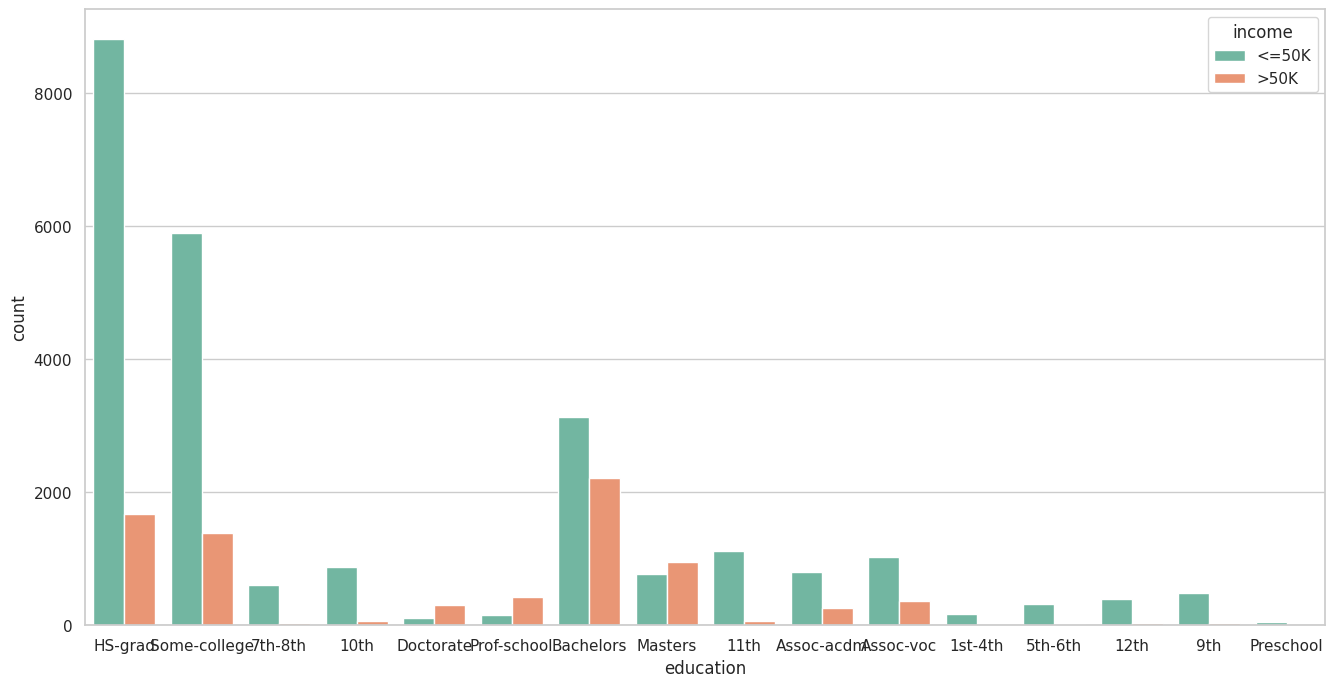 income
<=50K
>50K
8000
6000
4000
2000
0
count
HS-grad Some-college 7th-8th 10th Doctorate Prof-school Bachelors Masters 11th Assoc-acdm Assoc-voc 1st-4th 5th-6th 12th 9th Preschool
education